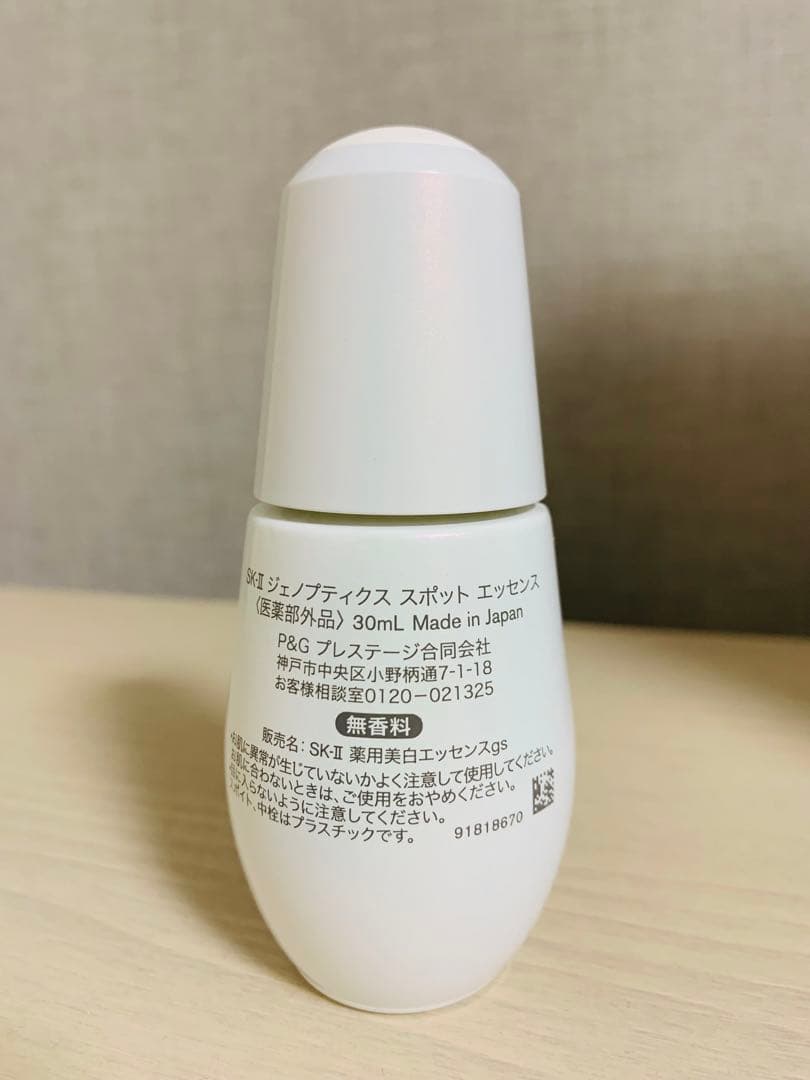 SK-Ⅱ ジェノプティクス スポット エッセンス
〈医薬部外品〉 30mL Made in Japan
P&G プレステージ合同会社
神戸市中央区小野柄通7-1-18
お客様相談室0120-021325
無香料
販売名: SK-Ⅱ 薬用美白エッセンスgs
•お肌に異常が生じていないかよく注意して使用してください。
お肌に合わないときは、ご使用をおやめください。
に入らないように注意してください。
中栓はプラスチックです。
91818670